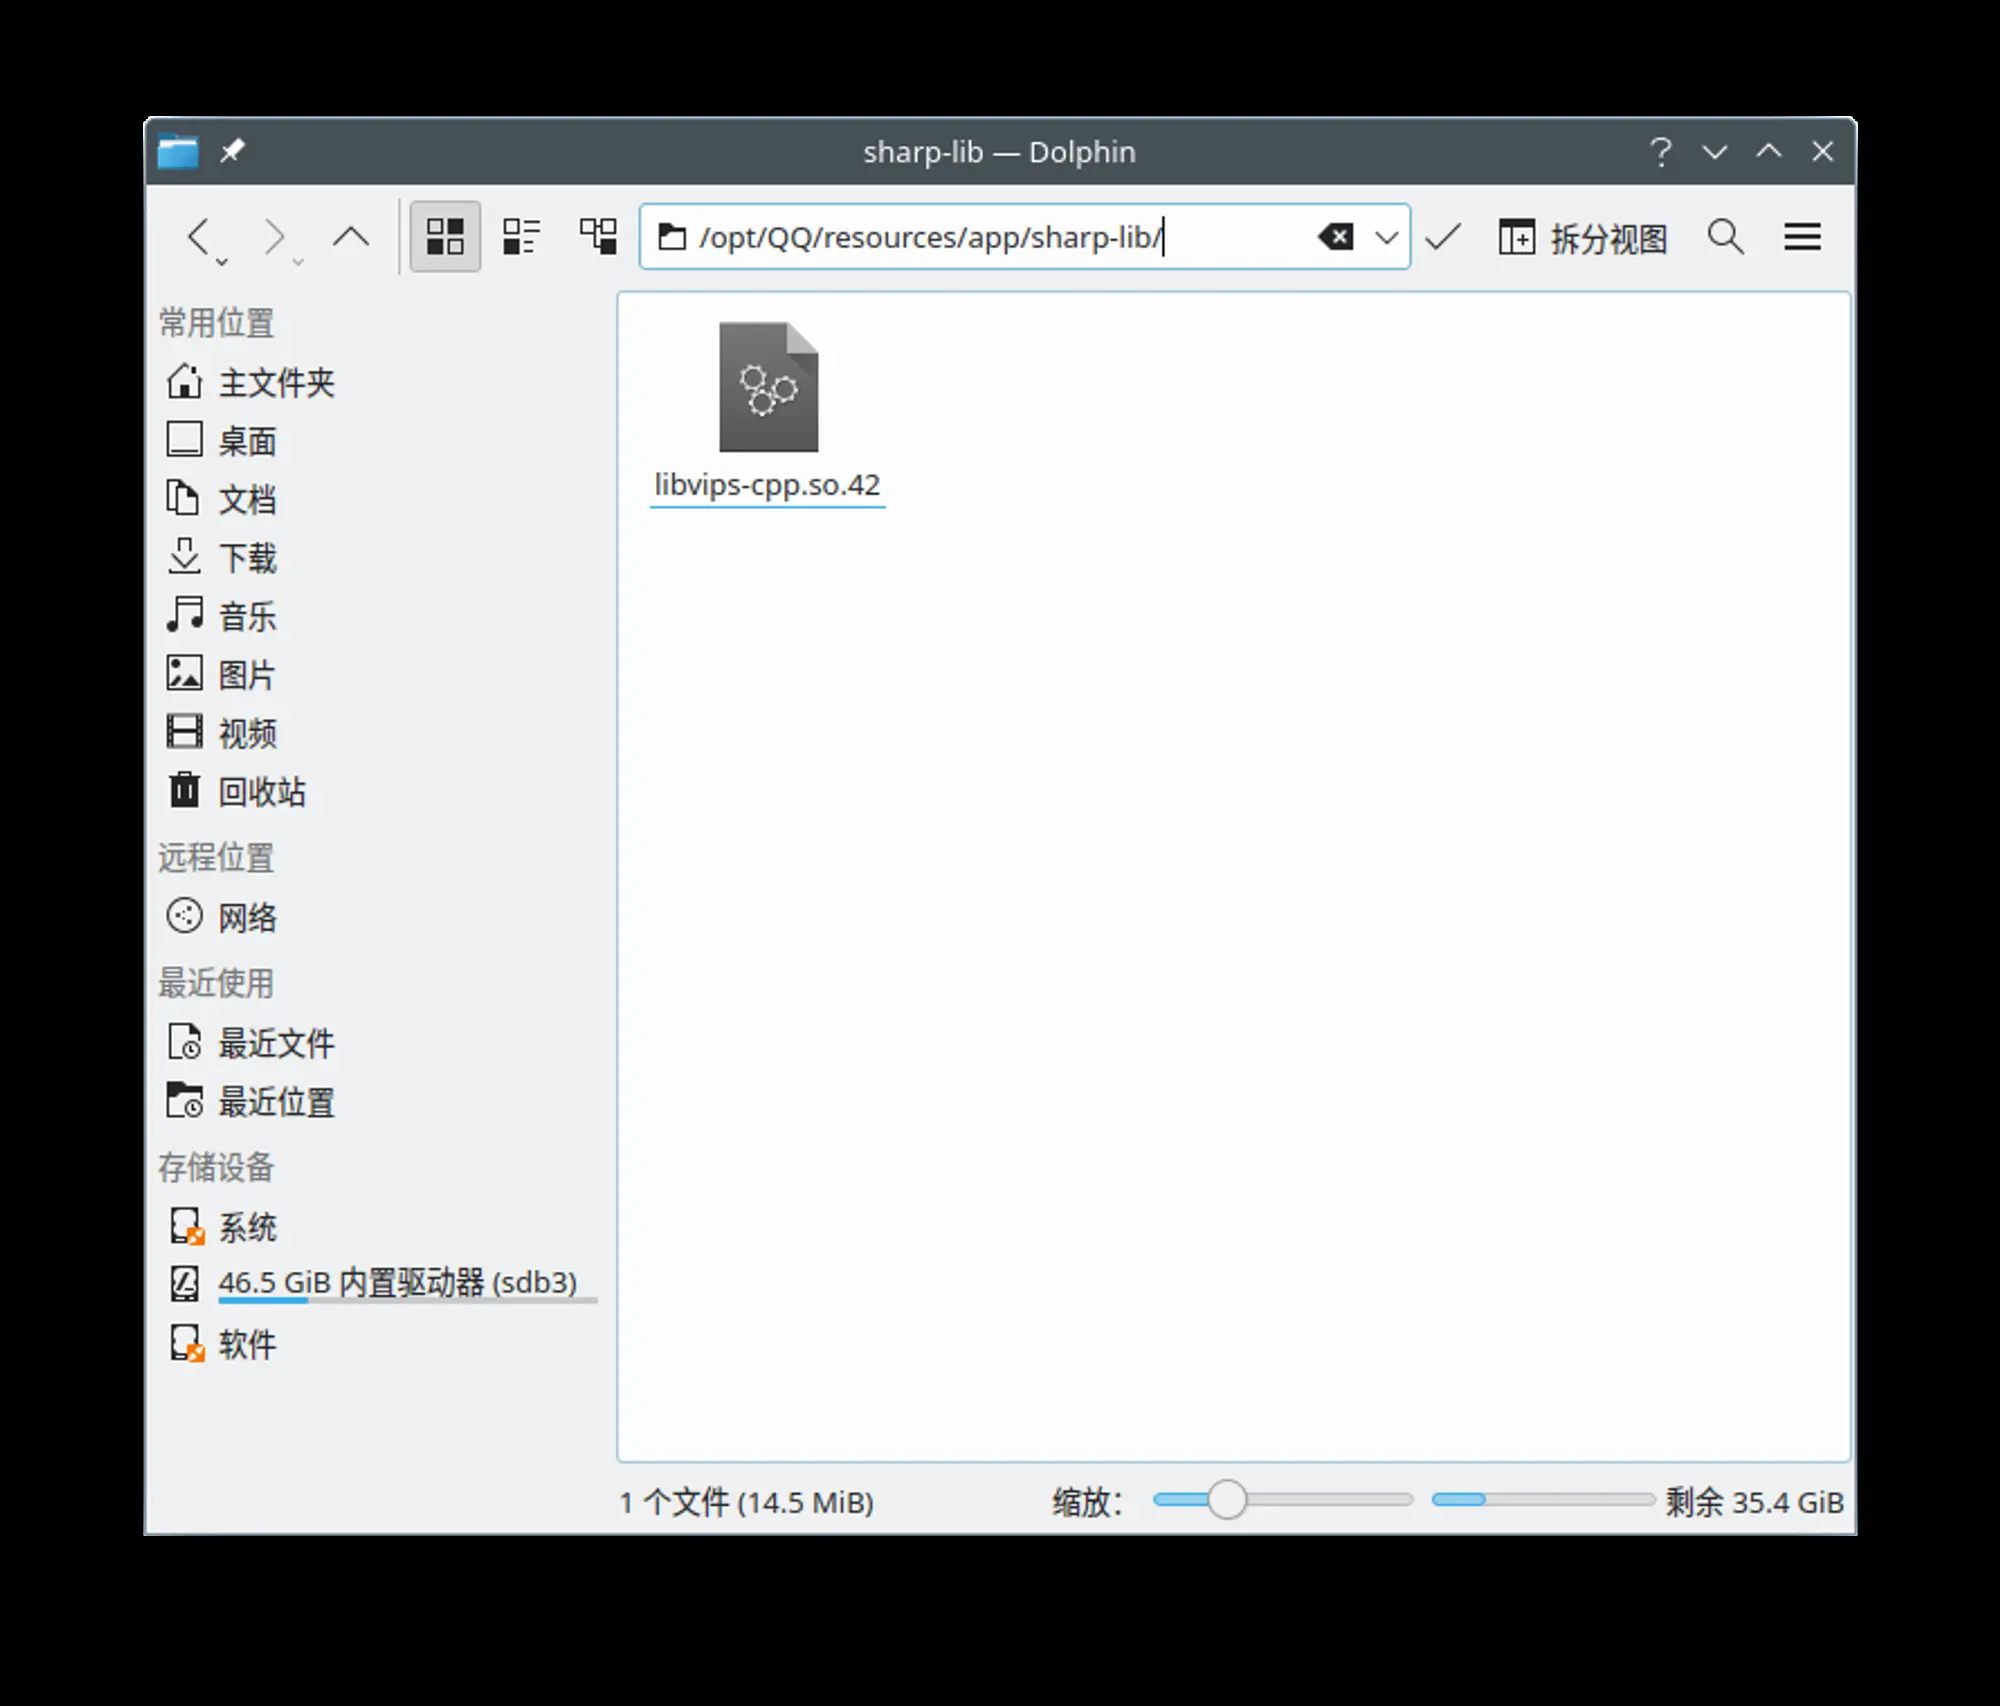 sharp-lib — Dolphin
/opt/QQ/resources/app/sharp-lib/
拆分视图
常用位置
主文件夹
桌面
文档
下载
音乐
图片
视频
回收站
远程位置
网络
最近使用
最近文件
最近位置
存储设备
系统
46.5 GiB 内置驱动器 (sdb3)
软件
libvips-cpp.so.42
1 个文件 (14.5 MiB)
缩放：
剩余 35.4 GiB